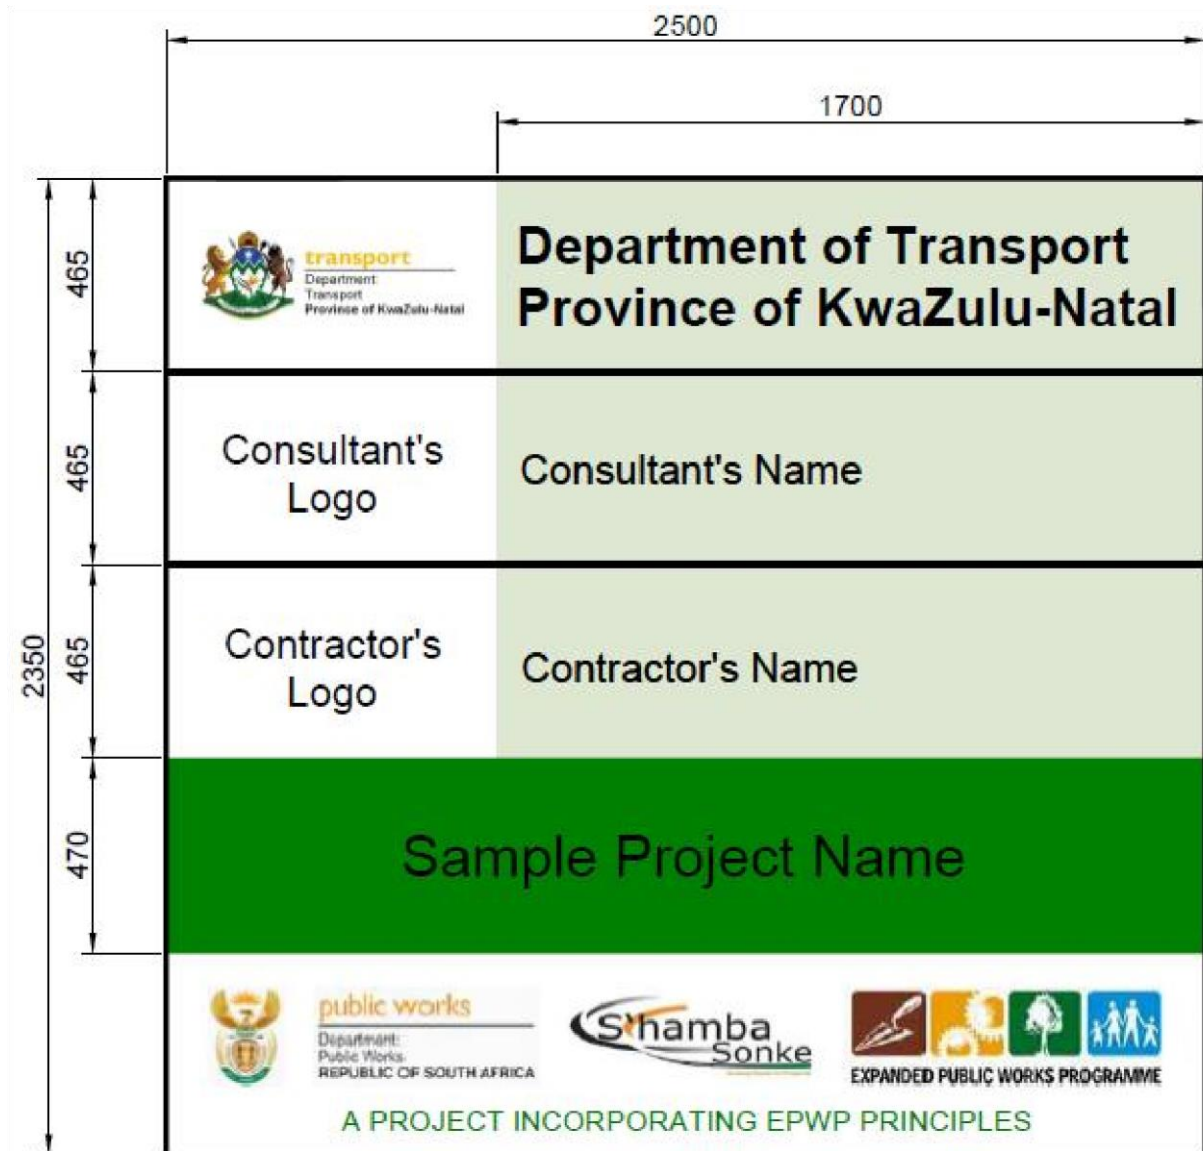 2500
1700
465
transport
Department:
Transport
Province of KwaZulu-Natal
Department of Transport
Province of KwaZulu-Natal
465
Consultant's
Logo
Consultant's Name
2350
465
Contractor's
Logo
Contractor's Name
470
Sample Project Name
public works
Department:
Public Works
REPUBLIC OF SOUTH AFRICA
S'hamba
Sonke
EXPANDED PUBLIC WORKS PROGRAMME
A PROJECT INCORPORATING EPWP PRINCIPLES